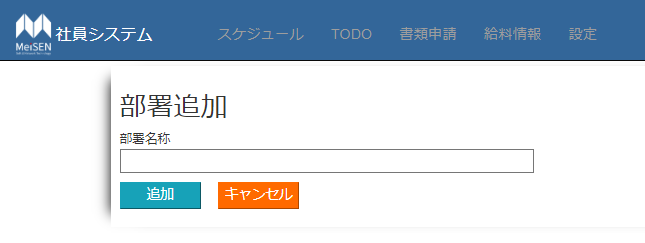 MeiSEN
社員システム
スケジュール
TODO
書類申請
給料情報
設定
部署追加
部署名称
追加
キャンセル